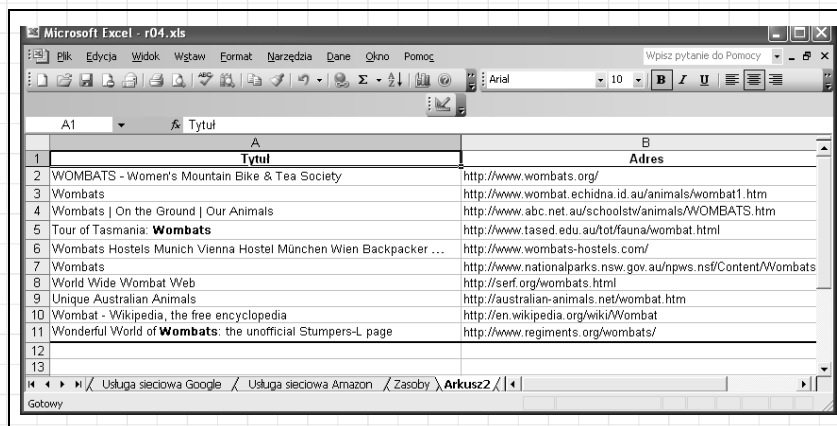 Microsoft Excel - r04.xls
Plik Edycja Widok Wstaw Format Narzędzia Dane Okno Pomoc Wpisz pytanie do Pomocy
Arial 10 B I U
A1 fx Tytuł
A B
1 Tytuł Adres
2 WOMBATS - Women's Mountain Bike & Tea Society http://www.wombats.org/
3 Wombats http://www.wombat.echidna.id.au/animals/wombat1.htm
4 Wombats | On the Ground | Our Animals http://www.abc.net.au/schoolstv/animals/WOMBATS.htm
5 Tour of Tasmania: Wombats http://www.tased.edu.au/tot/fauna/wombat.html
6 Wombats Hostels Munich Vienna Hostel München Wien Backpacker ... http://www.wombats-hostels.com/
7 Wombats http://www.nationalparks.nsw.gov.au/npws.nsf/Content/Wombats
8 World Wide Wombat Web http://serf.org/wombats.html
9 Unique Australian Animals http://australian-animals.net/wombat.htm
10 Wombat - Wikipedia, the free encyclopedia http://en.wikipedia.org/wiki/Wombat
11 Wonderful World of Wombats: the unofficial Stumpers-L page http://www.regiments.org/wombats/
12
13
Usługa sieciowa Google / Usługa sieciowa Amazon / Zasoby \ Arkusz2 /
Gotowy